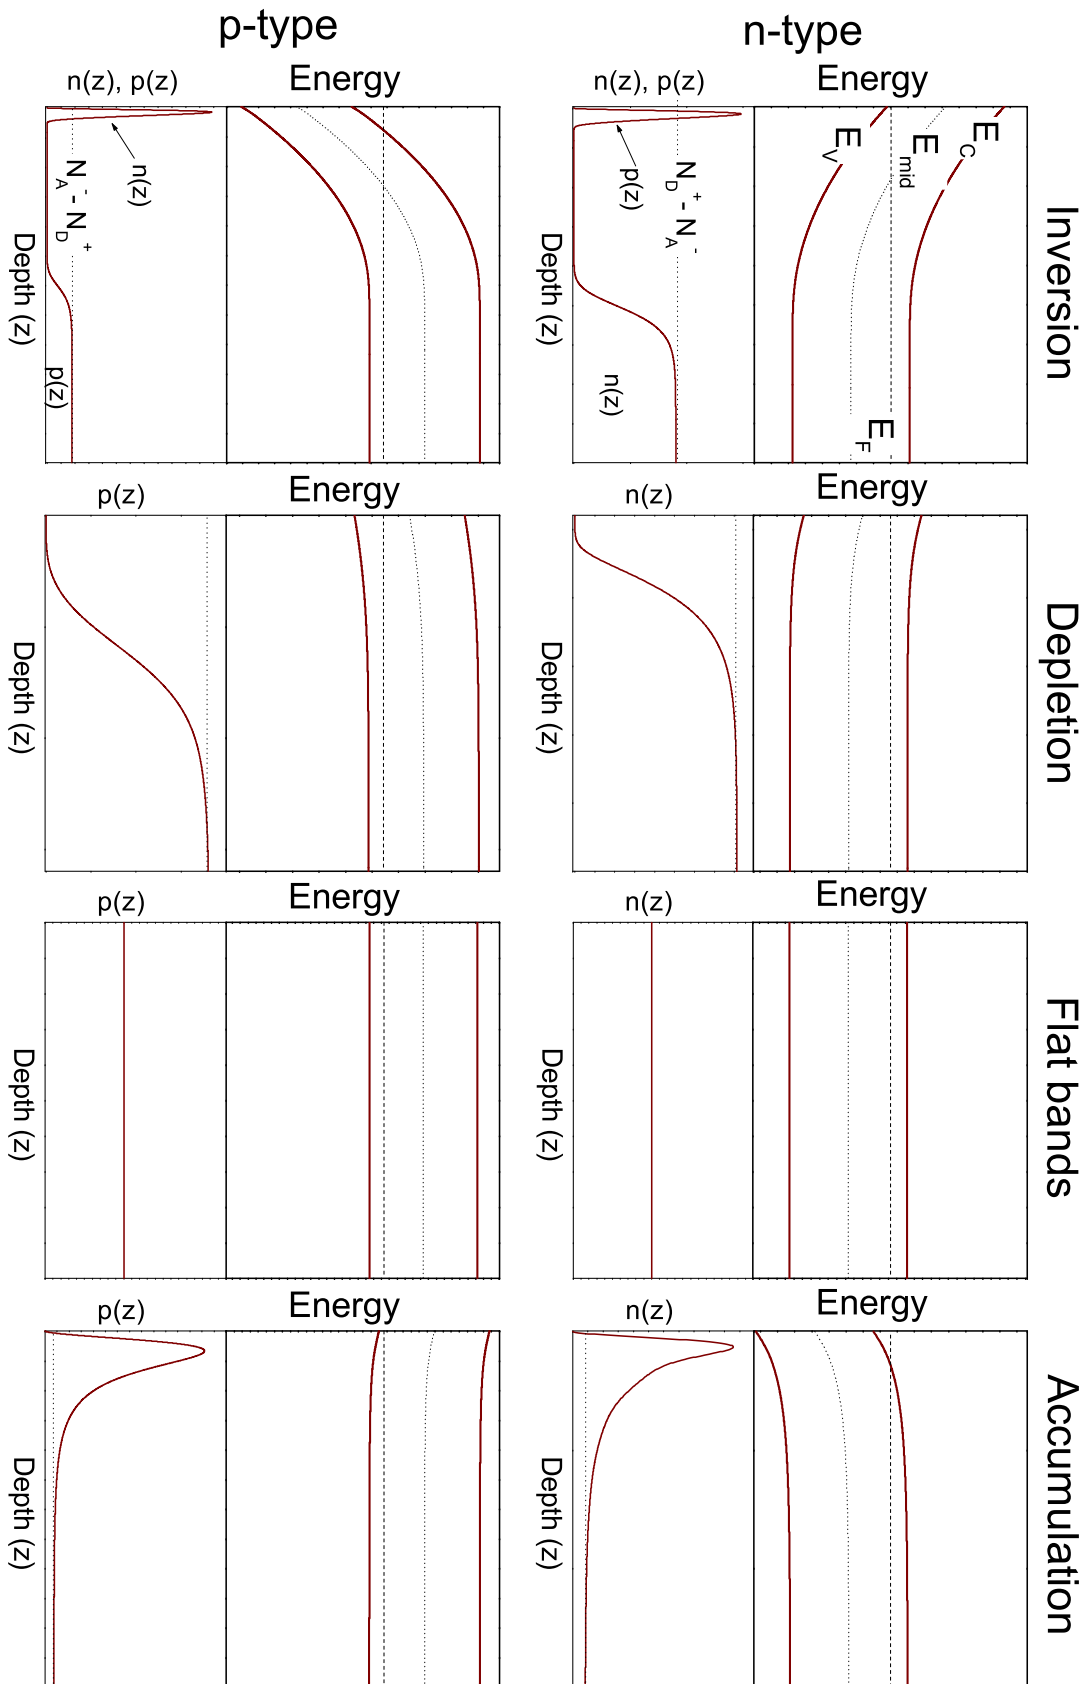 Inversion
Depletion
Flat bands
Accumulation
n-type
Energy
E_C
E_mid
E_V
E_F
Energy
Energy
Energy
n(z), p(z)
N_D^+ - N_A^-
p(z)
n(z)
Depth (z)
n(z)
Depth (z)
n(z)
Depth (z)
n(z)
Depth (z)
p-type
Energy
Energy
Energy
Energy
n(z), p(z)
n(z)
N_A^- - N_D^+
p(z)
Depth (z)
p(z)
Depth (z)
p(z)
Depth (z)
p(z)
Depth (z)